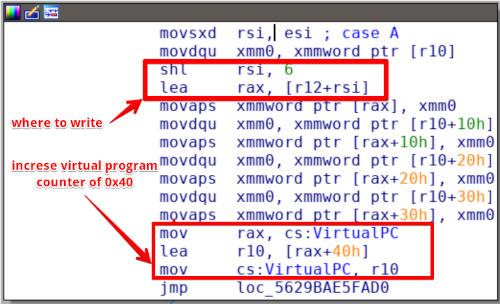 movsxd rsi, esi ; case A
movdqu xmm0, xmmword ptr [r10]
shl rsi, 6
lea rax, [r12+rsi]
where to write
movaps xmmword ptr [rax], xmm0
movdqu xmm0, xmmword ptr [r10+10h]
movaps xmmword ptr [rax+10h], xmm0
increse virtual program
counter of 0x40
movdqu xmm0, xmmword ptr [r10+20h]
movaps xmmword ptr [rax+20h], xmm0
movdqu xmm0, xmmword ptr [r10+30h]
movaps xmmword ptr [rax+30h], xmm0
mov rax, cs:VirtualPC
lea r10, [rax+40h]
mov cs:VirtualPC, r10
jmp loc_5629BAE5FAD0